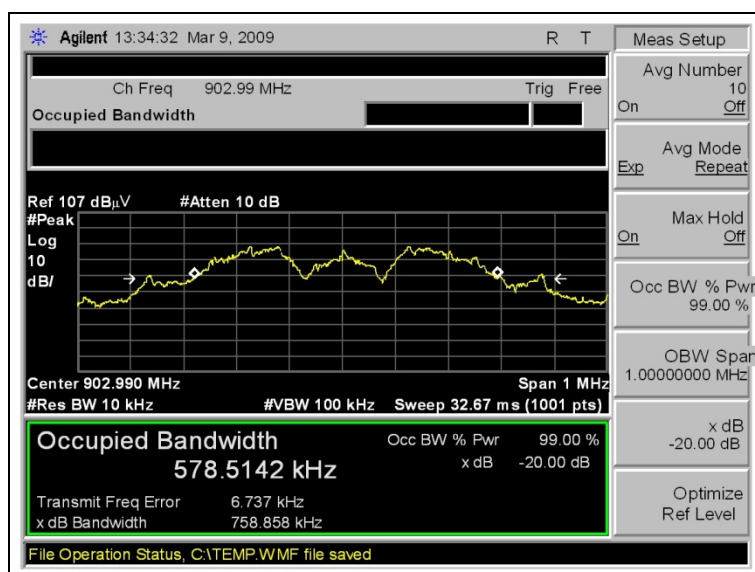 Agilent 13:34:32 Mar 9, 2009 R T
Ch Freq 902.99 MHz Trig Free
Occupied Bandwidth
Ref 107 dBµV #Atten 10 dB
#Peak
Log
10
dB/
Center 902.990 MHz Span 1 MHz
#Res BW 10 kHz #VBW 100 kHz Sweep 32.67 ms (1001 pts)
Occupied Bandwidth
578.5142 kHz
Occ BW % Pwr 99.00 %
x dB -20.00 dB
Transmit Freq Error 6.737 kHz
x dB Bandwidth 758.858 kHz
File Operation Status, C:\TEMP.WMF file saved
Meas Setup
Avg Number
10
On Off
Avg Mode
Exp Repeat
Max Hold
On Off
Occ BW % Pwr
99.00 %
OBW Span
1.00000000 MHz
x dB
-20.00 dB
Optimize
Ref Level